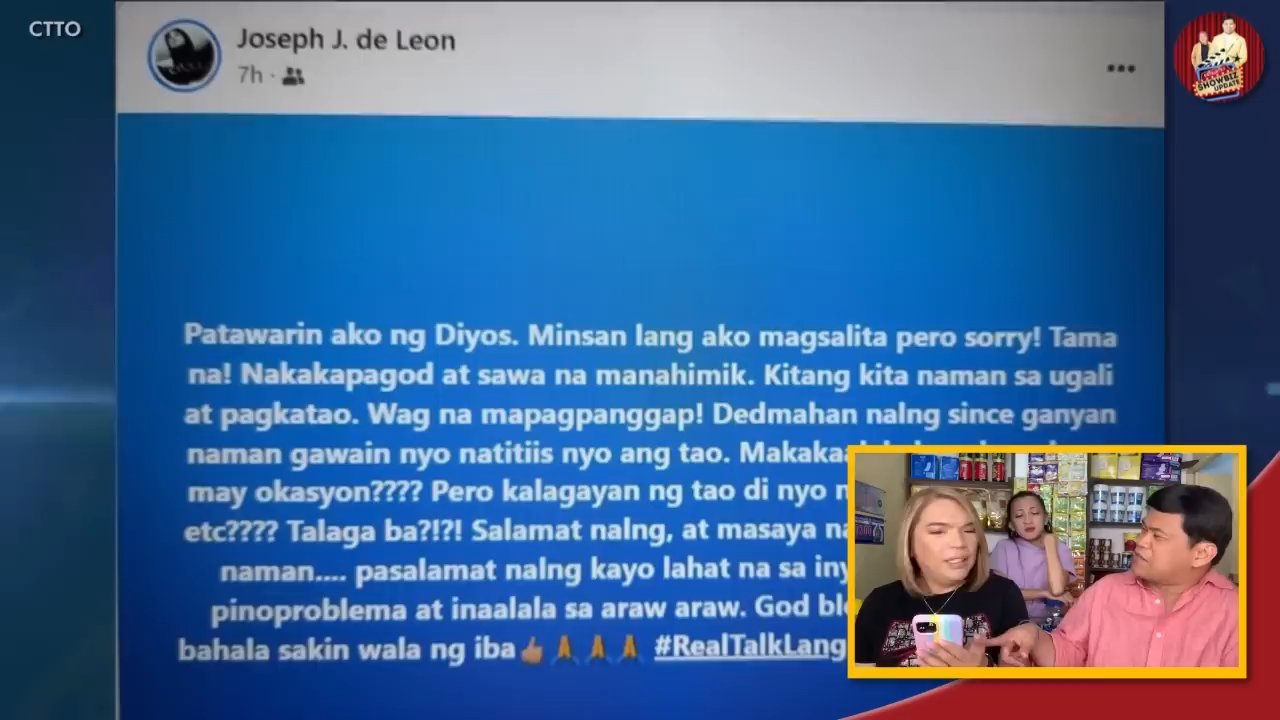 CTTO
Joseph J. de Leon
7h ·
SHOWBIZ
UPDATE
Patawarin ako ng Diyos. Minsan lang ako magsalita pero sorry! Tama
na! Nakakapagod at sawa na manahimik. Kitang kita naman sa ugali
at pagkatao. Wag na mapagpanggap! Dedmahan nalng since ganyan
naman gawain nyo natitiis nyo ang tao.
may okasyon???? Pero kalagayan ng tao di nyo
etc???? Talaga ba?!?! Salamat nalng, at masaya
naman.... pasalamat nalng kayo lahat na sa
pinoproblema at inaalala sa araw araw. God
bahala sakin wala ng iba👍🙏🙏🙏 #RealTalkLang